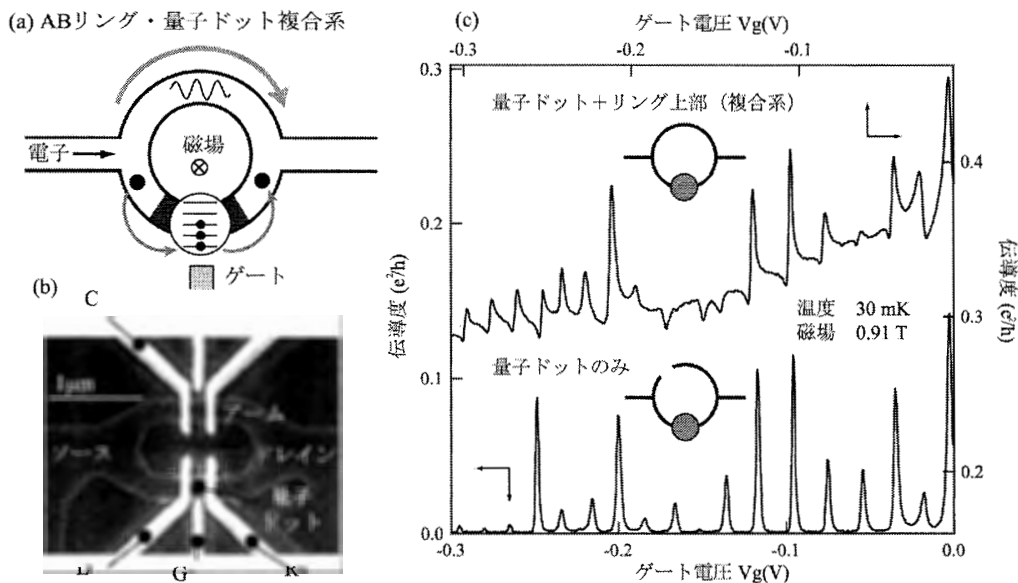 (a) ABリング・量子ドット複合系
電子
磁場
ゲート
(b)
C
1μm
アーム
ソース
ドレイン
量子
ドット
G
R
(c)
ゲート電圧 Vg(V)
-0.3
-0.2
-0.1
0.3
量子ドット+リング上部(複合系)
0.4
0.2
伝導度 (e²/h)
伝導度 (e²/h)
温度 30 mK
磁場 0.91 T
0.3
量子ドットのみ
0.1
0.2
0.0
-0.3
-0.2
-0.1
0.0
ゲート電圧 Vg(V)